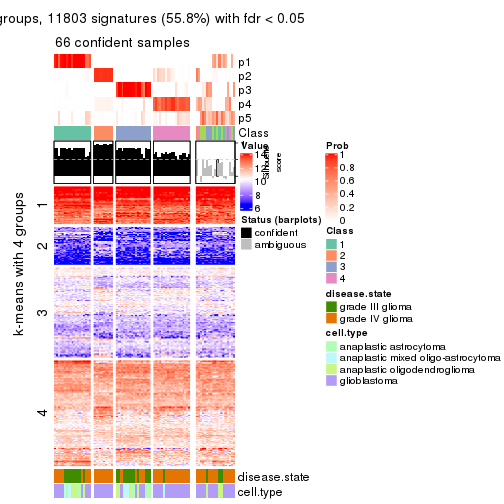 groups, 11803 signatures (55.8%) with fdr < 0.05
66 confident samples
p1
p2
p3
p4
p5
Class
k-means with 4 groups
1
2
3
4
disease.state
cell.type
Value
14
12
10
8
6
Silhouette
score
Status (barplots)
confident
ambiguous
Prob
1
0.8
0.6
0.4
0.2
0
Class
1
2
3
4
disease.state
grade III glioma
grade IV glioma
cell.type
anaplastic astrocytoma
anaplastic mixed oligo-astrocytoma
anaplastic oligodendroglioma
glioblastoma